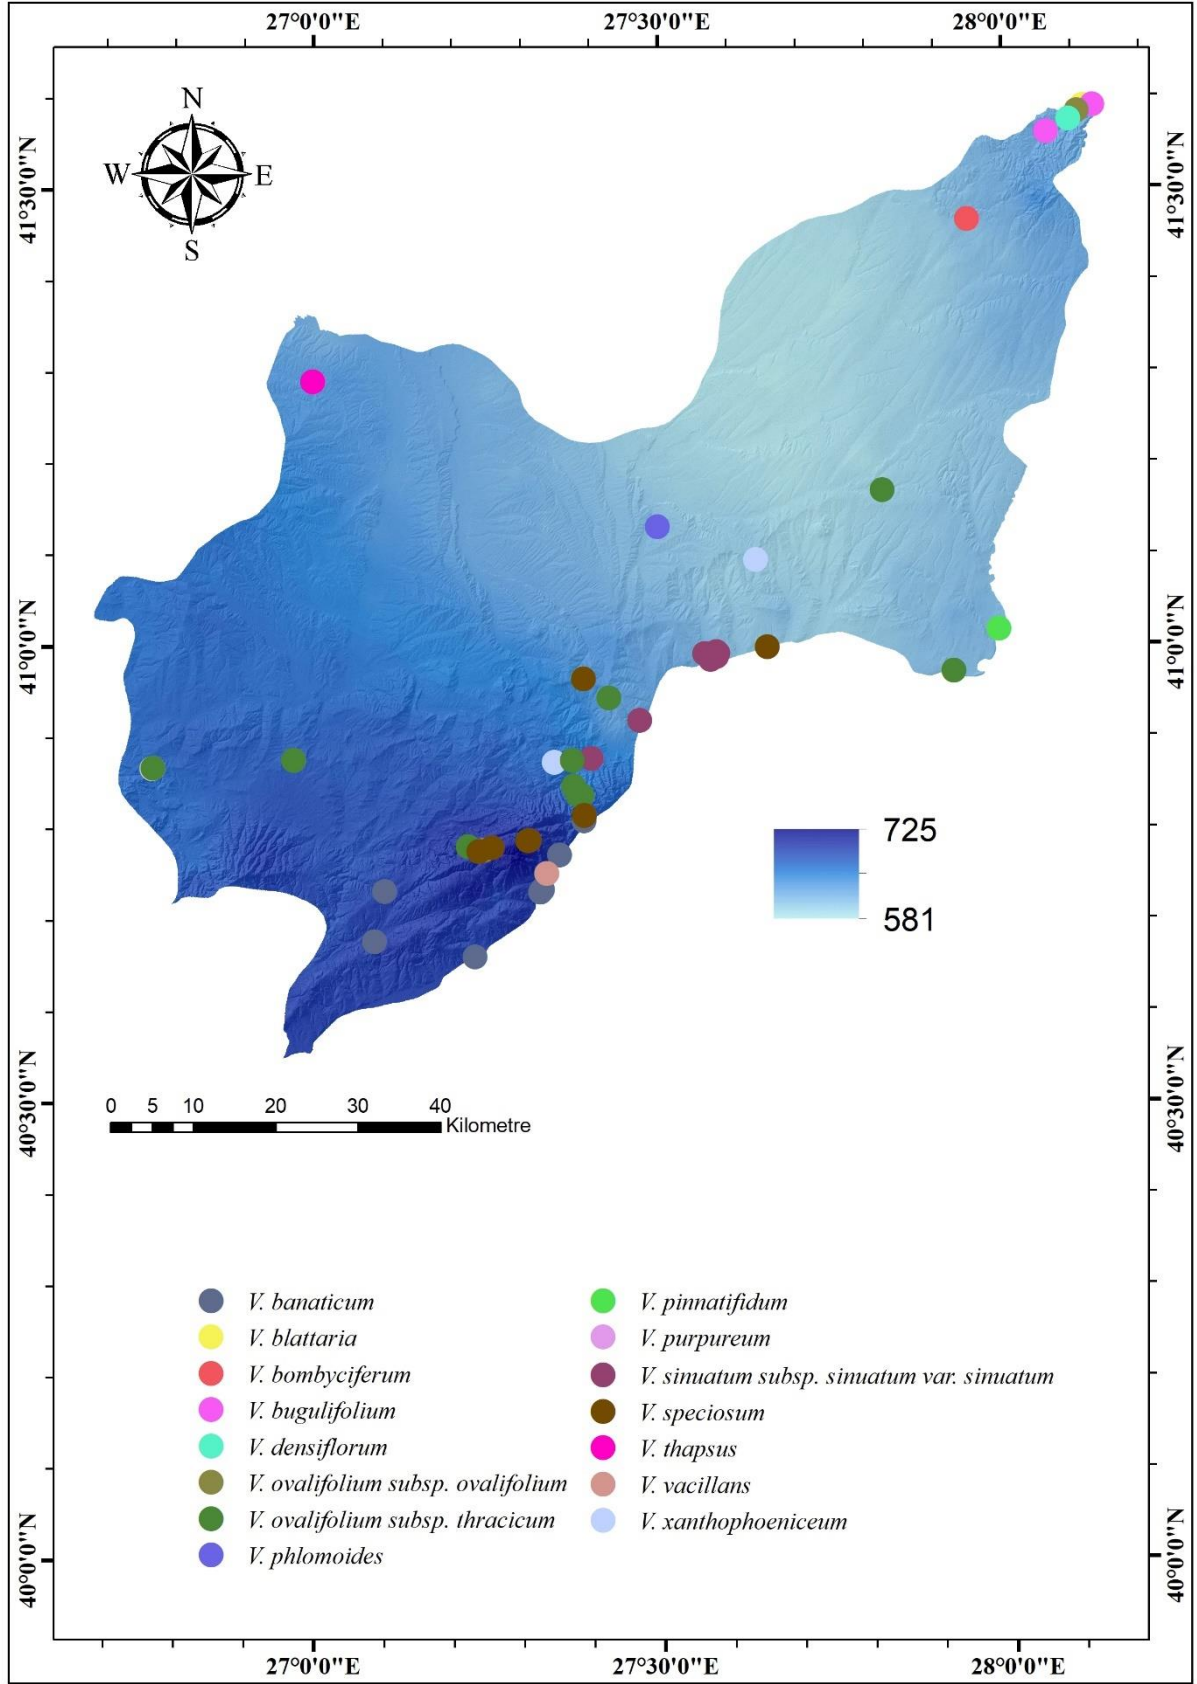 27°0'0"E 27°30'0"E 28°0'0"E
N
W E
S
41°30'0"N 41°30'0"N
41°0'0"N 41°0'0"N
725
581
40°30'0"N 40°30'0"N
0 5 10 20 30 40
Kilometre
V. banaticum
V. blattaria
V. bombyciferum
V. bugulifolium
V. densiflorum
V. ovalifolium subsp. ovalifolium
V. ovalifolium subsp. thracicum
V. phlomoides
V. pinnatifidum
V. purpureum
V. sinuatum subsp. sinuatum var. sinuatum
V. speciosum
V. thapsus
V. vacillans
V. xanthophoeniceum
40°0'0"N 40°0'0"N
27°0'0"E 27°30'0"E 28°0'0"E